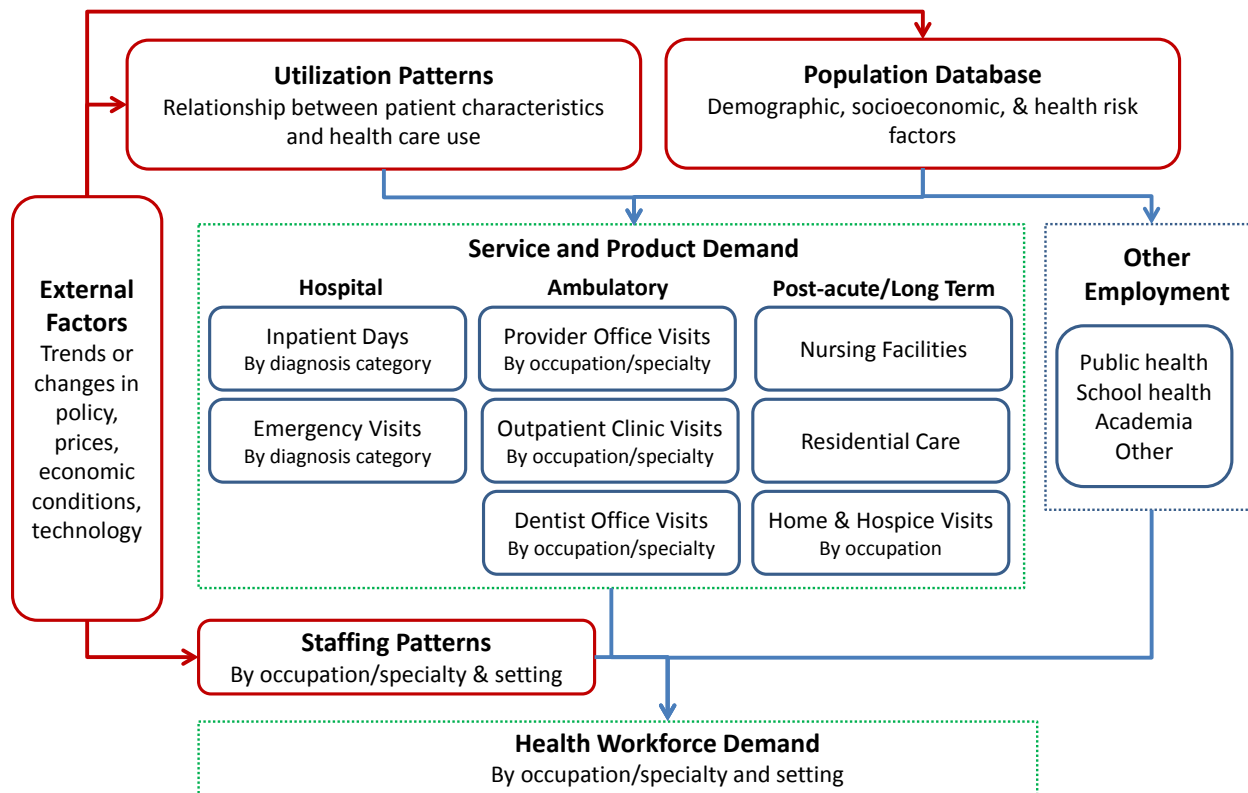 Utilization Patterns
Relationship between patient characteristics
and health care use
Population Database
Demographic, socioeconomic, & health risk
factors
External
Factors
Trends or
changes in
policy,
prices,
economic
conditions,
technology
Service and Product Demand
Hospital
Inpatient Days
By diagnosis category
Emergency Visits
By diagnosis category
Ambulatory
Provider Office Visits
By occupation/specialty
Outpatient Clinic Visits
By occupation/specialty
Dentist Office Visits
By occupation/specialty
Post-acute/Long Term
Nursing Facilities
Residential Care
Home & Hospice Visits
By occupation
Other
Employment
Public health
School health
Academia
Other
Staffing Patterns
By occupation/specialty & setting
Health Workforce Demand
By occupation/specialty and setting